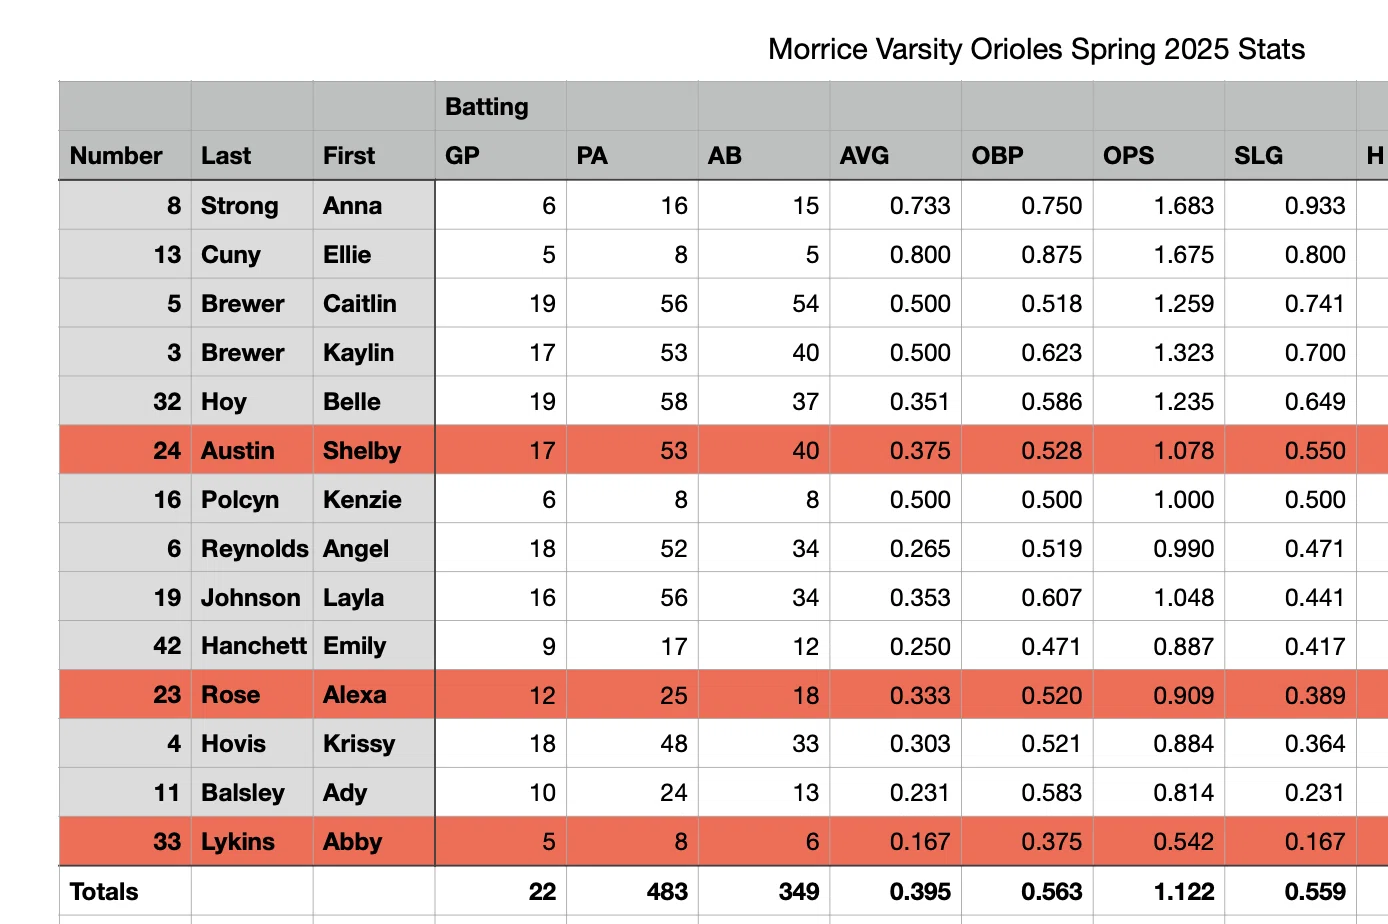 Morrice Varsity Orioles Spring 2025 Stats
Batting
Number Last First GP PA AB AVG OBP OPS SLG H
8 Strong Anna 6 16 15 0.733 0.750 1.683 0.933
13 Cuny Ellie 5 8 5 0.800 0.875 1.675 0.800
5 Brewer Caitlin 19 56 54 0.500 0.518 1.259 0.741
3 Brewer Kaylin 17 53 40 0.500 0.623 1.323 0.700
32 Hoy Belle 19 58 37 0.351 0.586 1.235 0.649
24 Austin Shelby 17 53 40 0.375 0.528 1.078 0.550
16 Polcyn Kenzie 6 8 8 0.500 0.500 1.000 0.500
6 Reynolds Angel 18 52 34 0.265 0.519 0.990 0.471
19 Johnson Layla 16 56 34 0.353 0.607 1.048 0.441
42 Hanchett Emily 9 17 12 0.250 0.471 0.887 0.417
23 Rose Alexa 12 25 18 0.333 0.520 0.909 0.389
4 Hovis Krissy 18 48 33 0.303 0.521 0.884 0.364
11 Balsley Ady 10 24 13 0.231 0.583 0.814 0.231
33 Lykins Abby 5 8 6 0.167 0.375 0.542 0.167
Totals 22 483 349 0.395 0.563 1.122 0.559